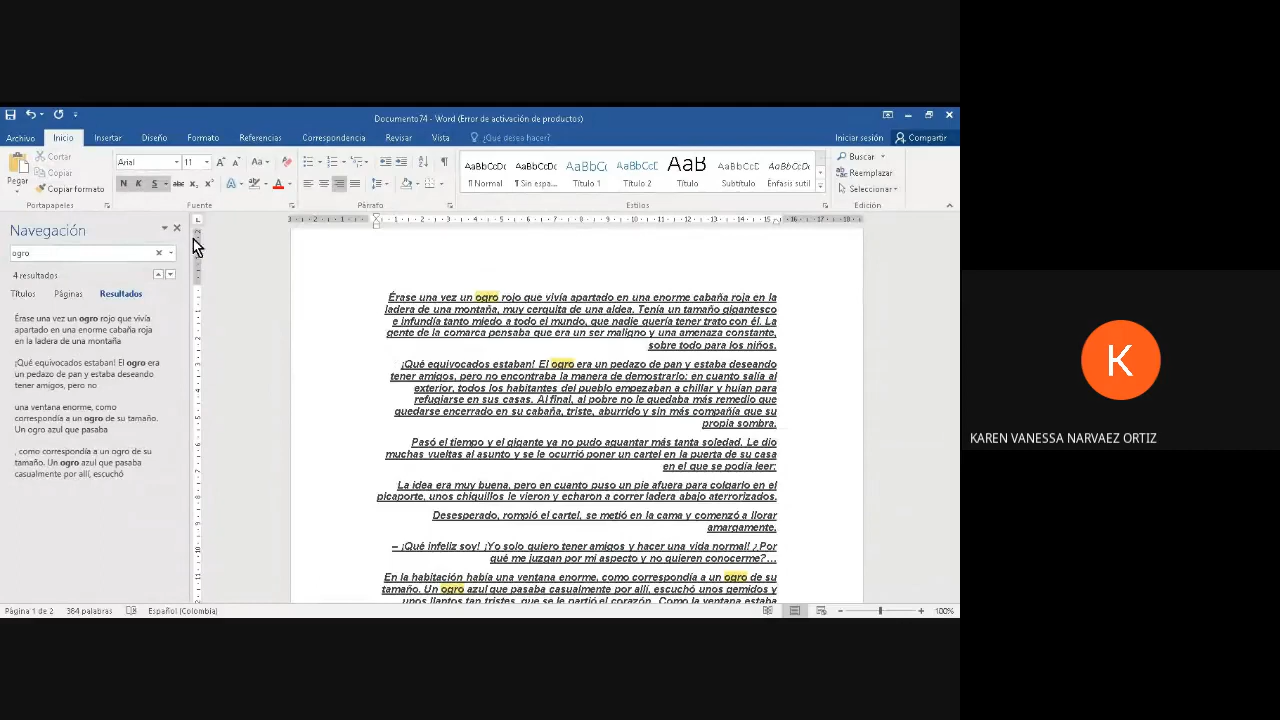 Documento74 - Word (Error de activación de productos)
Archivo Inicio Insertar Diseño Formato Referencias Correspondencia Revisar Vista ¿Qué desea hacer? Iniciar sesión Compartir
Pegar
Cortar
Copiar
Copiar formato
Portapapeles
Arial 11
Aa
N K S abc x₂ x²
Fuente
Párrafo
AaBbCcDc AaBbCcDc AaBbC( AaBbCcE AaB AaBbCcD AaBbCcDc
¶ Normal ¶ Sin espa... Título 1 Título 2 Título Subtítulo Énfasis sutil
Estilos
Buscar
Reemplazar
Seleccionar
Edición
Navegación
ogro
4 resultados
Títulos Páginas Resultados
Érase una vez un ogro rojo que vivía
apartado en una enorme cabaña roja
en la ladera de una montaña
¡Qué equivocados estaban! El ogro era
un pedazo de pan y estaba deseando
tener amigos, pero no
una ventana enorme, como
correspondía a un ogro de su tamaño.
Un ogro azul que pasaba
, como correspondía a un ogro de su
tamaño. Un ogro azul que pasaba
casualmente por allí, escuchó
Érase una vez un ogro rojo que vivía apartado en una enorme cabaña roja en la
ladera de una montaña, muy cerquita de una aldea. Tenía un tamaño gigantesco
e infundía tanto miedo a todo el mundo, que nadie quería tener trato con él. La
gente de la comarca pensaba que era un ser maligno y una amenaza constante,
sobre todo para los niños.
¡Qué equivocados estaban! El ogro era un pedazo de pan y estaba deseando
tener amigos, pero no encontraba la manera de demostrarlo: en cuanto salía al
exterior, todos los habitantes del pueblo empezaban a chillar y huían para
refugiarse en sus casas. Al final, al pobre no le quedaba más remedio que
quedarse encerrado en su cabaña, triste, aburrido y sin más compañía que su
propia sombra.
Pasó el tiempo y el gigante ya no pudo aguantar más tanta soledad. Le dio
muchas vueltas al asunto y se le ocurrió poner un cartel en la puerta de su casa
en el que se podía leer:
La idea era muy buena, pero en cuanto puso un pie afuera para colgarlo en el
picaporte, unos chiquillos le vieron y echaron a correr ladera abajo aterrorizados.
Desesperado, rompió el cartel, se metió en la cama y comenzó a llorar
amargamente.
– ¡Qué infeliz soy! ¡Yo solo quiero tener amigos y hacer una vida normal! ¿Por
qué me juzgan por mi aspecto y no quieren conocerme?…
En la habitación había una ventana enorme, como correspondía a un ogro de su
tamaño. Un ogro azul que pasaba casualmente por allí, escuchó unos gemidos y
unos llantos tan tristes, que se le partió el corazón. Como la ventana estaba
Página 1 de 2 384 palabras Español (Colombia) 100%
K
KAREN VANESSA NARVAEZ ORTIZ